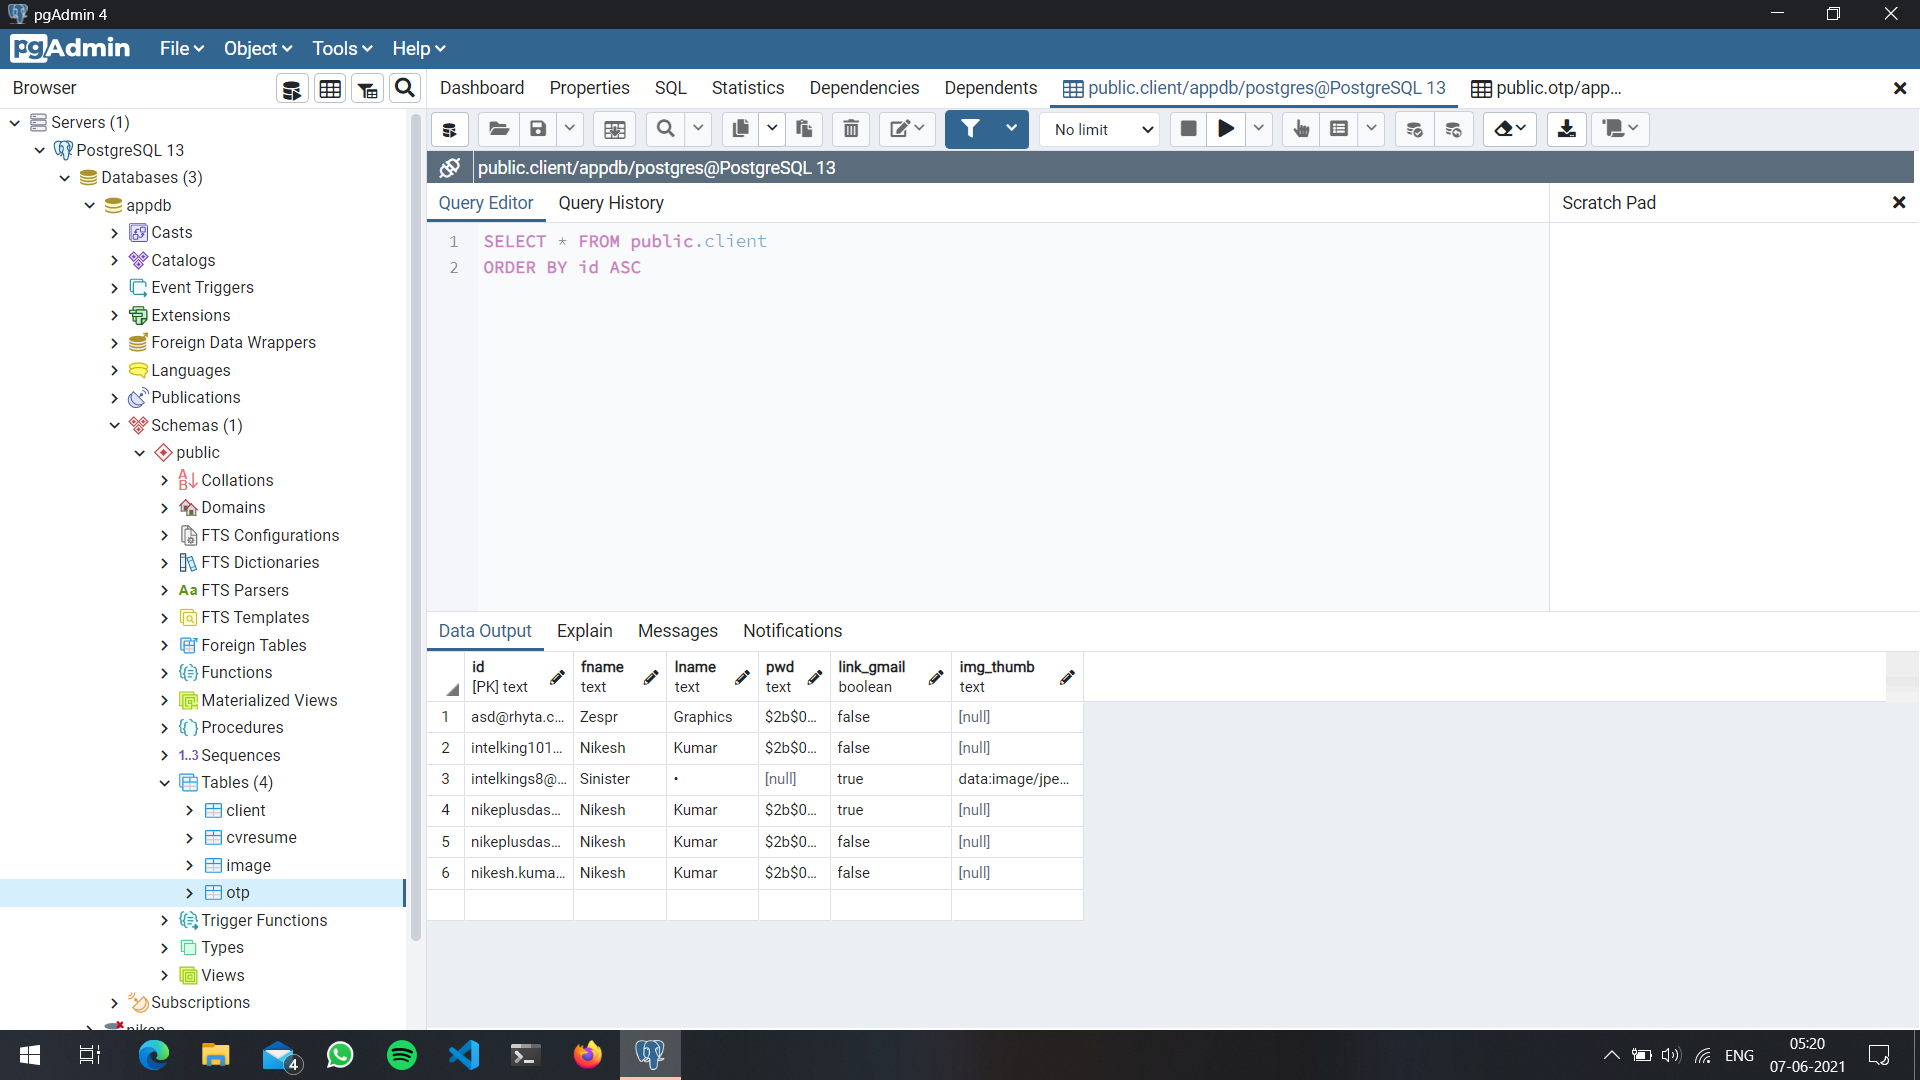 pgAdmin 4
pgAdmin File Object Tools Help
Browser
Dashboard Properties SQL Statistics Dependencies Dependents public.client/appdb/postgres@PostgreSQL 13 public.otp/app...
No limit
public.client/appdb/postgres@PostgreSQL 13
Query Editor Query History
Scratch Pad
1 SELECT * FROM public.client
2 ORDER BY id ASC
Servers (1)
PostgreSQL 13
Databases (3)
appdb
Casts
Catalogs
Event Triggers
Extensions
Foreign Data Wrappers
Languages
Publications
Schemas (1)
public
Collations
Domains
FTS Configurations
FTS Dictionaries
Aa FTS Parsers
FTS Templates
Foreign Tables
Functions
Materialized Views
Procedures
1..3 Sequences
Tables (4)
client
cvresume
image
otp
Trigger Functions
Types
Views
Subscriptions
nikep
Data Output Explain Messages Notifications
id fname lname pwd link_gmail img_thumb
[PK] text text text text boolean text
1 asd@rhyta.c... Zespr Graphics $2b$0... false [null]
2 intelking101... Nikesh Kumar $2b$0... false [null]
3 intelkings8@... Sinister • [null] true data:image/jpe...
4 nikeplusdas... Nikesh Kumar $2b$0... true [null]
5 nikeplusdas... Nikesh Kumar $2b$0... false [null]
6 nikesh.kuma... Nikesh Kumar $2b$0... false [null]
4
ENG
05:20
07-06-2021